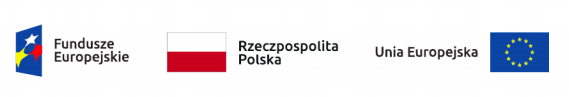 Fundusze
Europejskie
Rzeczpospolita
Polska
Unia Europejska